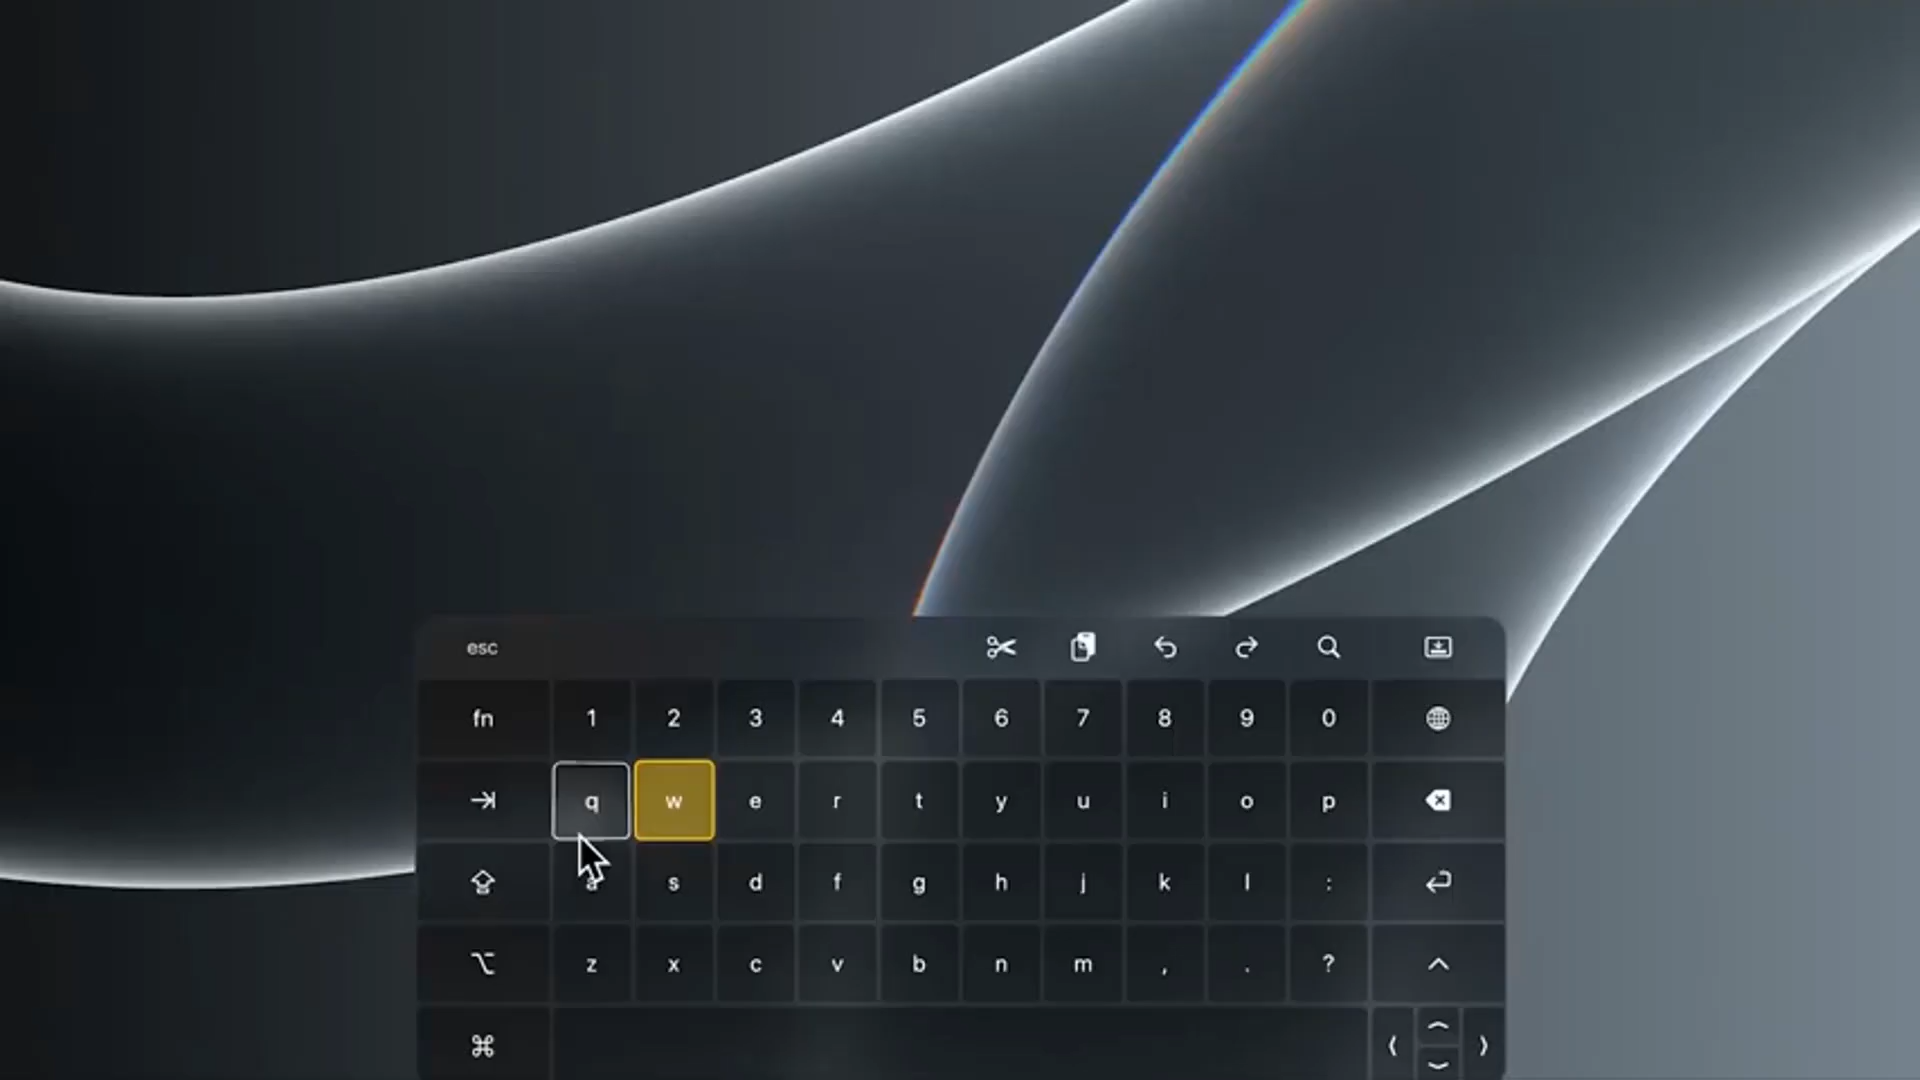 esc
fn 1 2 3 4 5 6 7 8 9 0
q w e r t y u i o p
a s d f g h j k l :
z x c v b n m , . ?